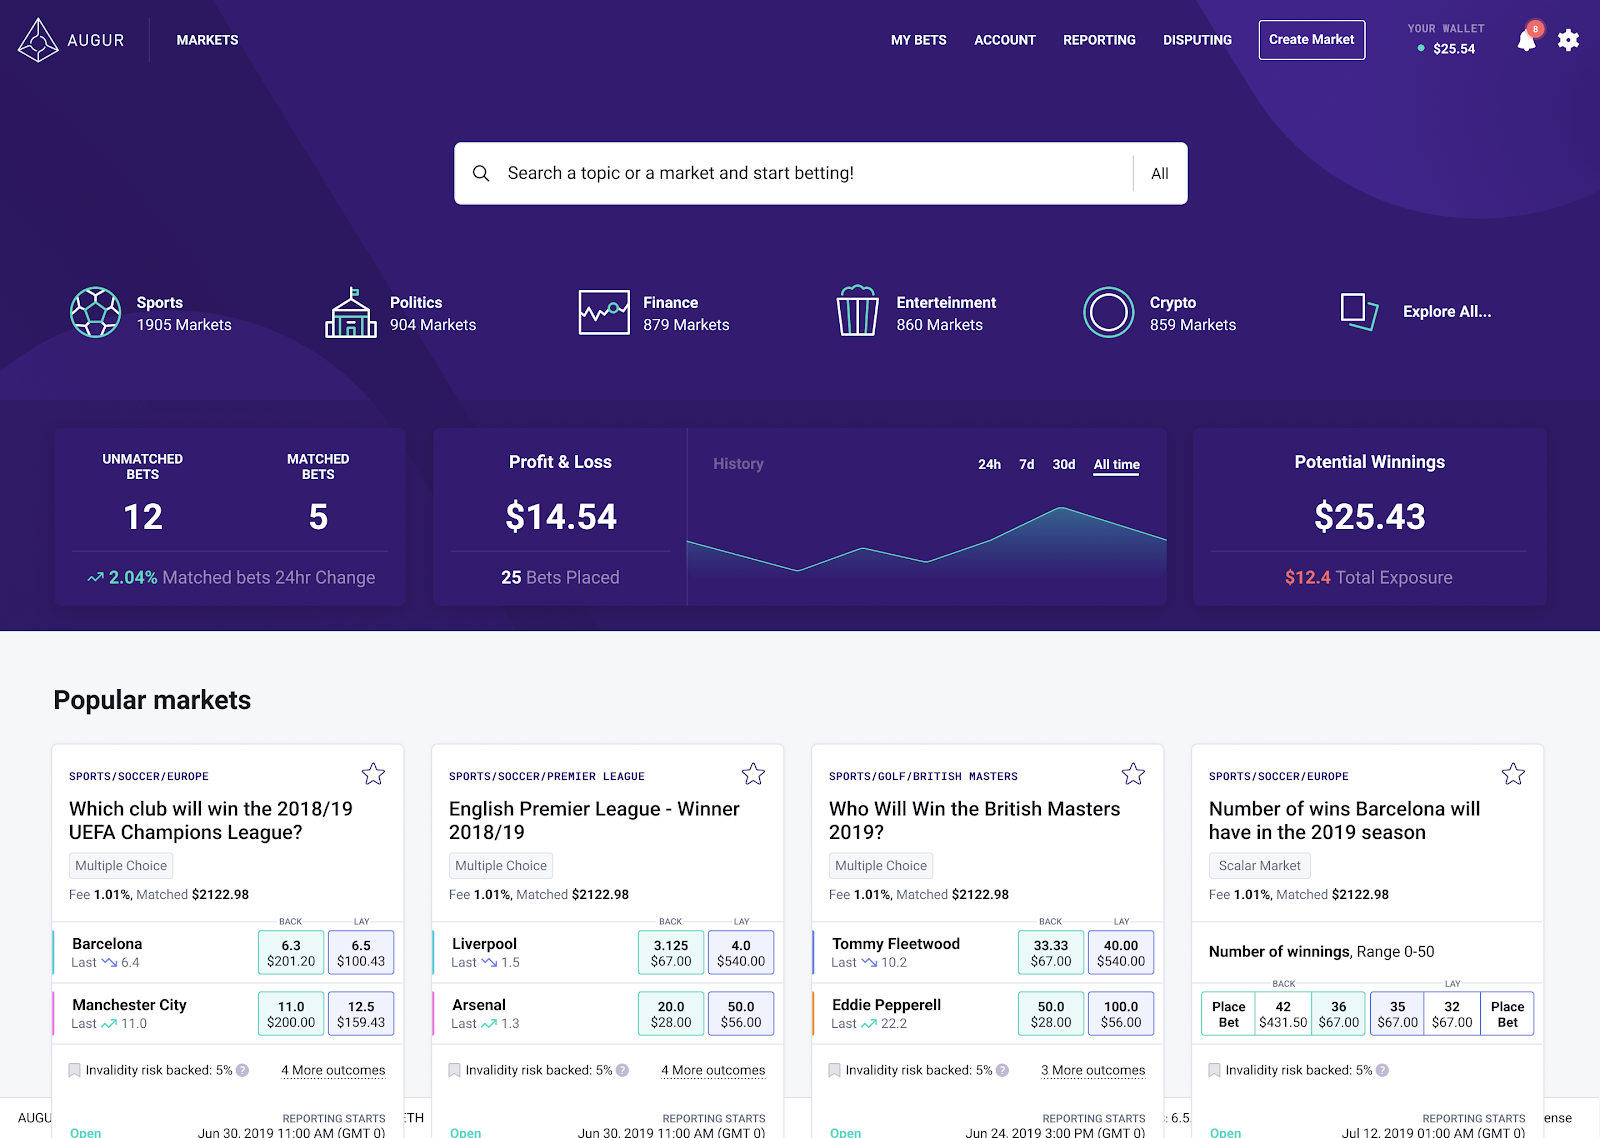 AUGUR
MARKETS
MY BETS
ACCOUNT
REPORTING
DISPUTING
Create Market
YOUR WALLET
$25.54
8
Search a topic or a market and start betting!
All
Sports
1905 Markets
Politics
904 Markets
Finance
879 Markets
Enterteinment
860 Markets
Crypto
859 Markets
Explore All...
UNMATCHED
BETS
12
MATCHED
BETS
5
2.04% Matched bets 24hr Change
Profit & Loss
$14.54
25 Bets Placed
History
24h 7d 30d All time
Potential Winnings
$25.43
$12.4 Total Exposure
Popular markets
SPORTS/SOCCER/EUROPE
Which club will win the 2018/19
UEFA Champions League?
Multiple Choice
Fee 1.01%, Matched $2122.98
BACK LAY
Barcelona
Last 6.4
6.3
$201.20
6.5
$100.43
Manchester City
Last 11.0
11.0
$200.00
12.5
$159.43
Invalidity risk backed: 5% ?
4 More outcomes
REPORTING STARTS
Open
Jun 30, 2019 11:00 AM (GMT 0)
SPORTS/SOCCER/PREMIER LEAGUE
English Premier League - Winner
2018/19
Multiple Choice
Fee 1.01%, Matched $2122.98
BACK LAY
Liverpool
Last 1.5
3.125
$67.00
4.0
$540.00
Arsenal
Last 1.3
20.0
$28.00
50.0
$56.00
Invalidity risk backed: 5% ?
4 More outcomes
REPORTING STARTS
Open
Jun 30, 2019 11:00 AM (GMT 0)
SPORTS/GOLF/BRITISH MASTERS
Who Will Win the British Masters
2019?
Multiple Choice
Fee 1.01%, Matched $2122.98
BACK LAY
Tommy Fleetwood
Last 10.2
33.33
$67.00
40.00
$540.00
Eddie Pepperell
Last 22.2
50.0
$28.00
100.0
$56.00
Invalidity risk backed: 5% ?
3 More outcomes
REPORTING STARTS
Open
Jun 24, 2019 3:00 PM (GMT 0)
SPORTS/SOCCER/EUROPE
Number of wins Barcelona will
have in the 2019 season
Scalar Market
Fee 1.01%, Matched $2122.98
Number of winnings, Range 0-50
BACK LAY
Place
Bet
42
$431.50
36
$67.00
35
$67.00
32
$67.00
Place
Bet
Invalidity risk backed: 5% ?
REPORTING STARTS
Open
Jul 12, 2019 01:00 AM (GMT 0)
AUGU
ETH
: 6.5.
ense